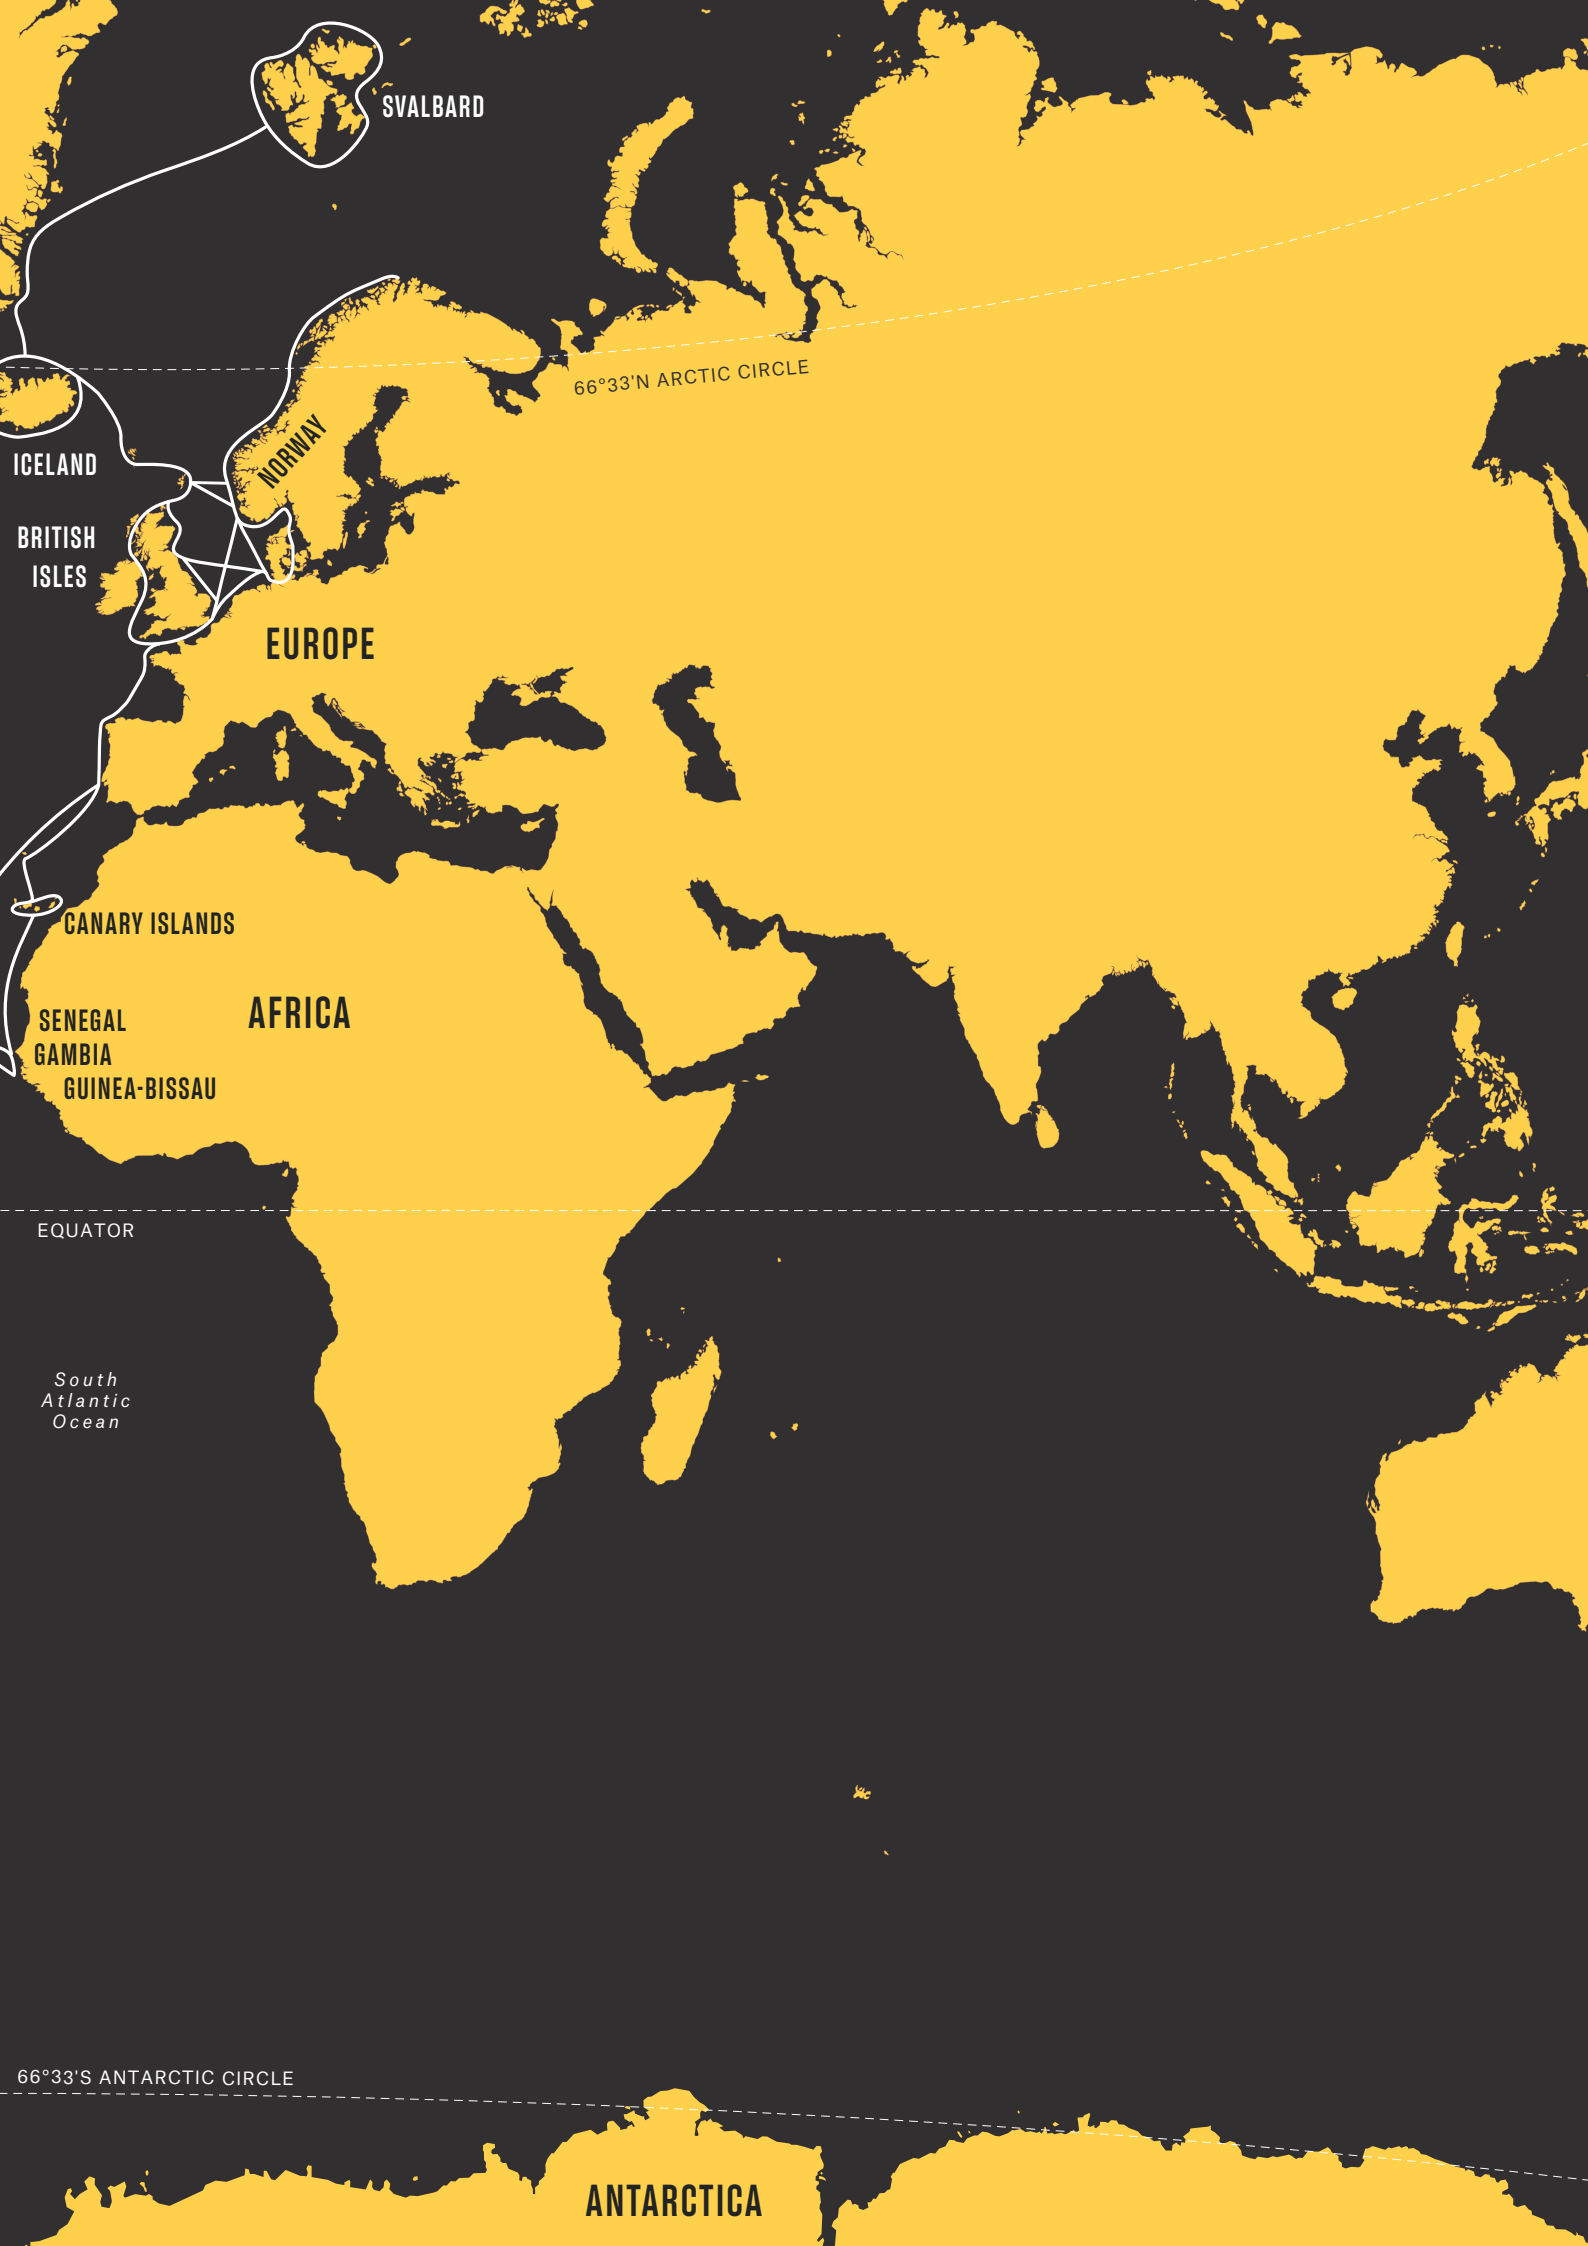 SVALBARD
66°33'N ARCTIC CIRCLE
NORWAY
ICELAND
BRITISH
ISLES
EUROPE
CANARY ISLANDS
AFRICA
SENEGAL
GAMBIA
GUINEA-BISSAU
EQUATOR
South
Atlantic
Ocean
66°33'S ANTARCTIC CIRCLE
ANTARCTICA